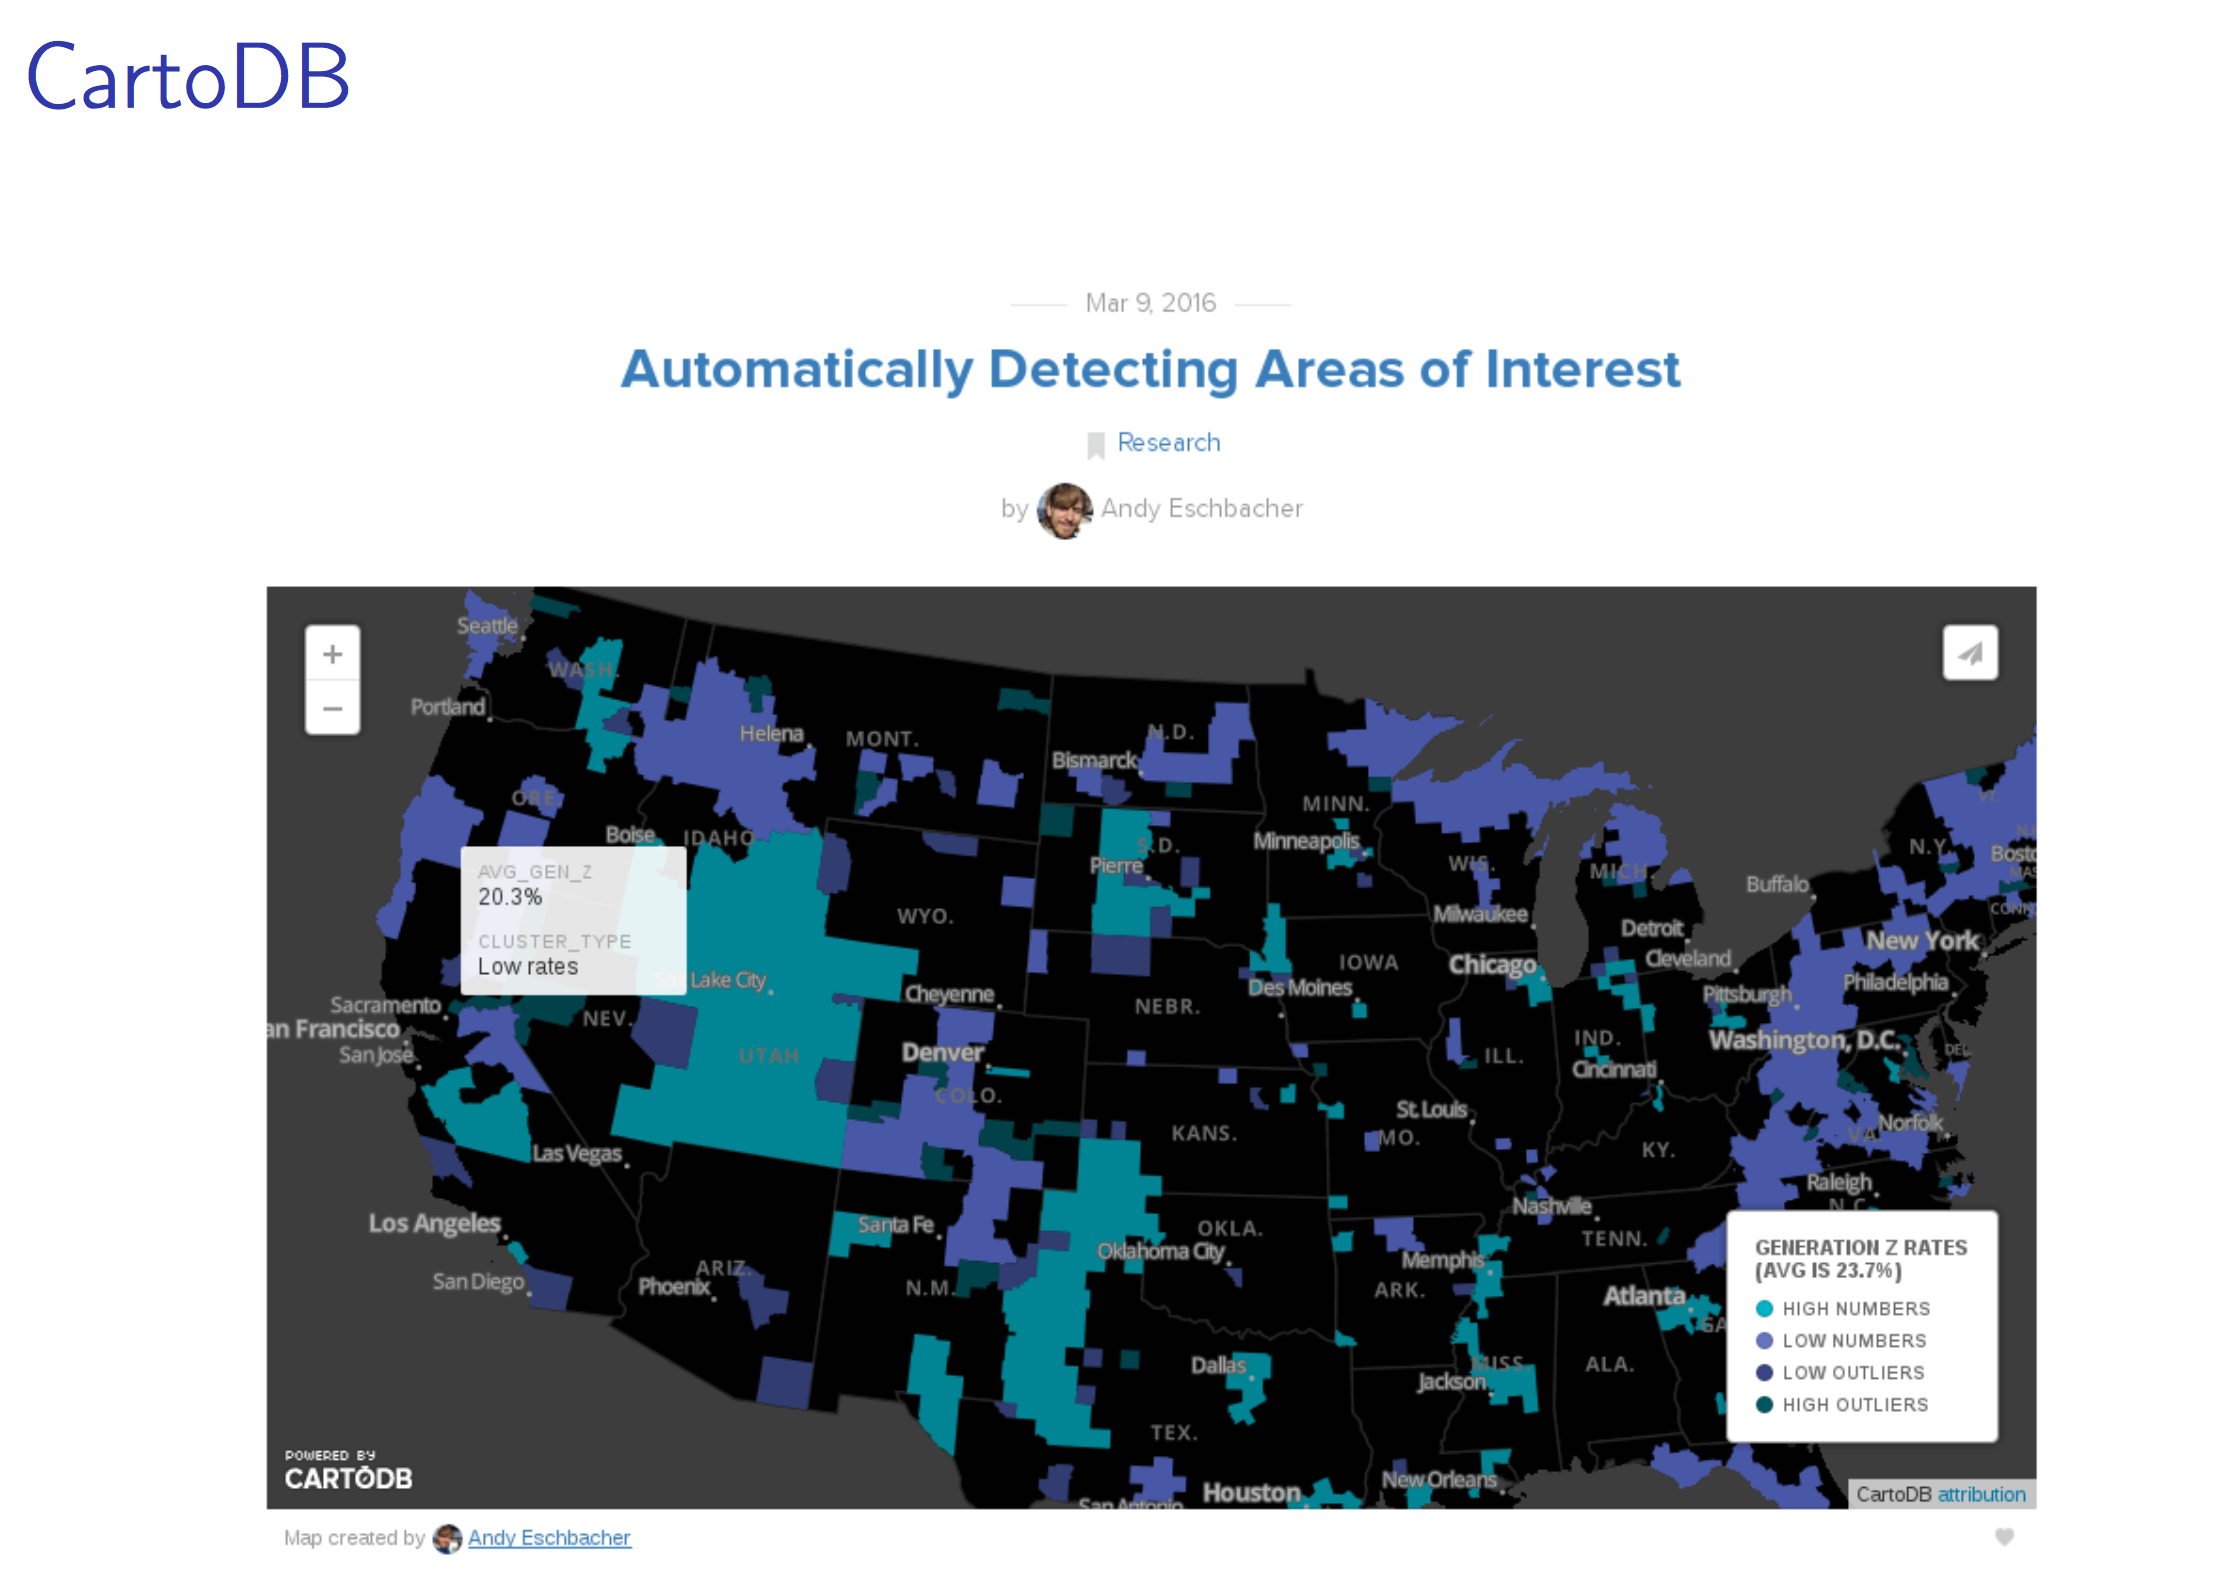 CartoDB
Mar 9, 2016
Automatically Detecting Areas of Interest
Research
by Andy Eschbacher
+
−
Seattle
WASH.
Portland
Helena
MONT.
N.D.
Bismarck
ORE.
Boise
IDAHO
MINN.
Minneapolis
S.D.
Pierre
WIS.
MICH.
N.Y.
Bosto
Buffalo
AVG_GEN_Z
20.3%
CLUSTER_TYPE
Low rates
WYO.
Milwaukee
Detroit
CONN
New York
Salt Lake City
Cheyenne
IOWA
Chicago
Cleveland
Des Moines
Pittsburgh
Philadelphia
Sacramento
NEV.
NEBR.
an Francisco
San Jose
UTAH
Denver
COLO.
ILL.
IND.
Cincinnati
Washington, D.C.
DEL.
St. Louis
MO.
KANS.
KY.
VA.
Norfolk
Las Vegas
Raleigh
N.C.
Nashville
TENN.
Los Angeles
Santa Fe
OKLA.
Oklahoma City
Memphis
San Diego
ARIZ.
Phoenix
N.M.
ARK.
Atlanta
GA
Dallas
MISS
Jackson
ALA.
TEX.
New Orleans
Houston
San Antonio
GENERATION Z RATES
(AVG IS 23.7%)
HIGH NUMBERS
LOW NUMBERS
LOW OUTLIERS
HIGH OUTLIERS
POWERED BY
CARTODB
CartoDB attribution
Map created by Andy Eschbacher